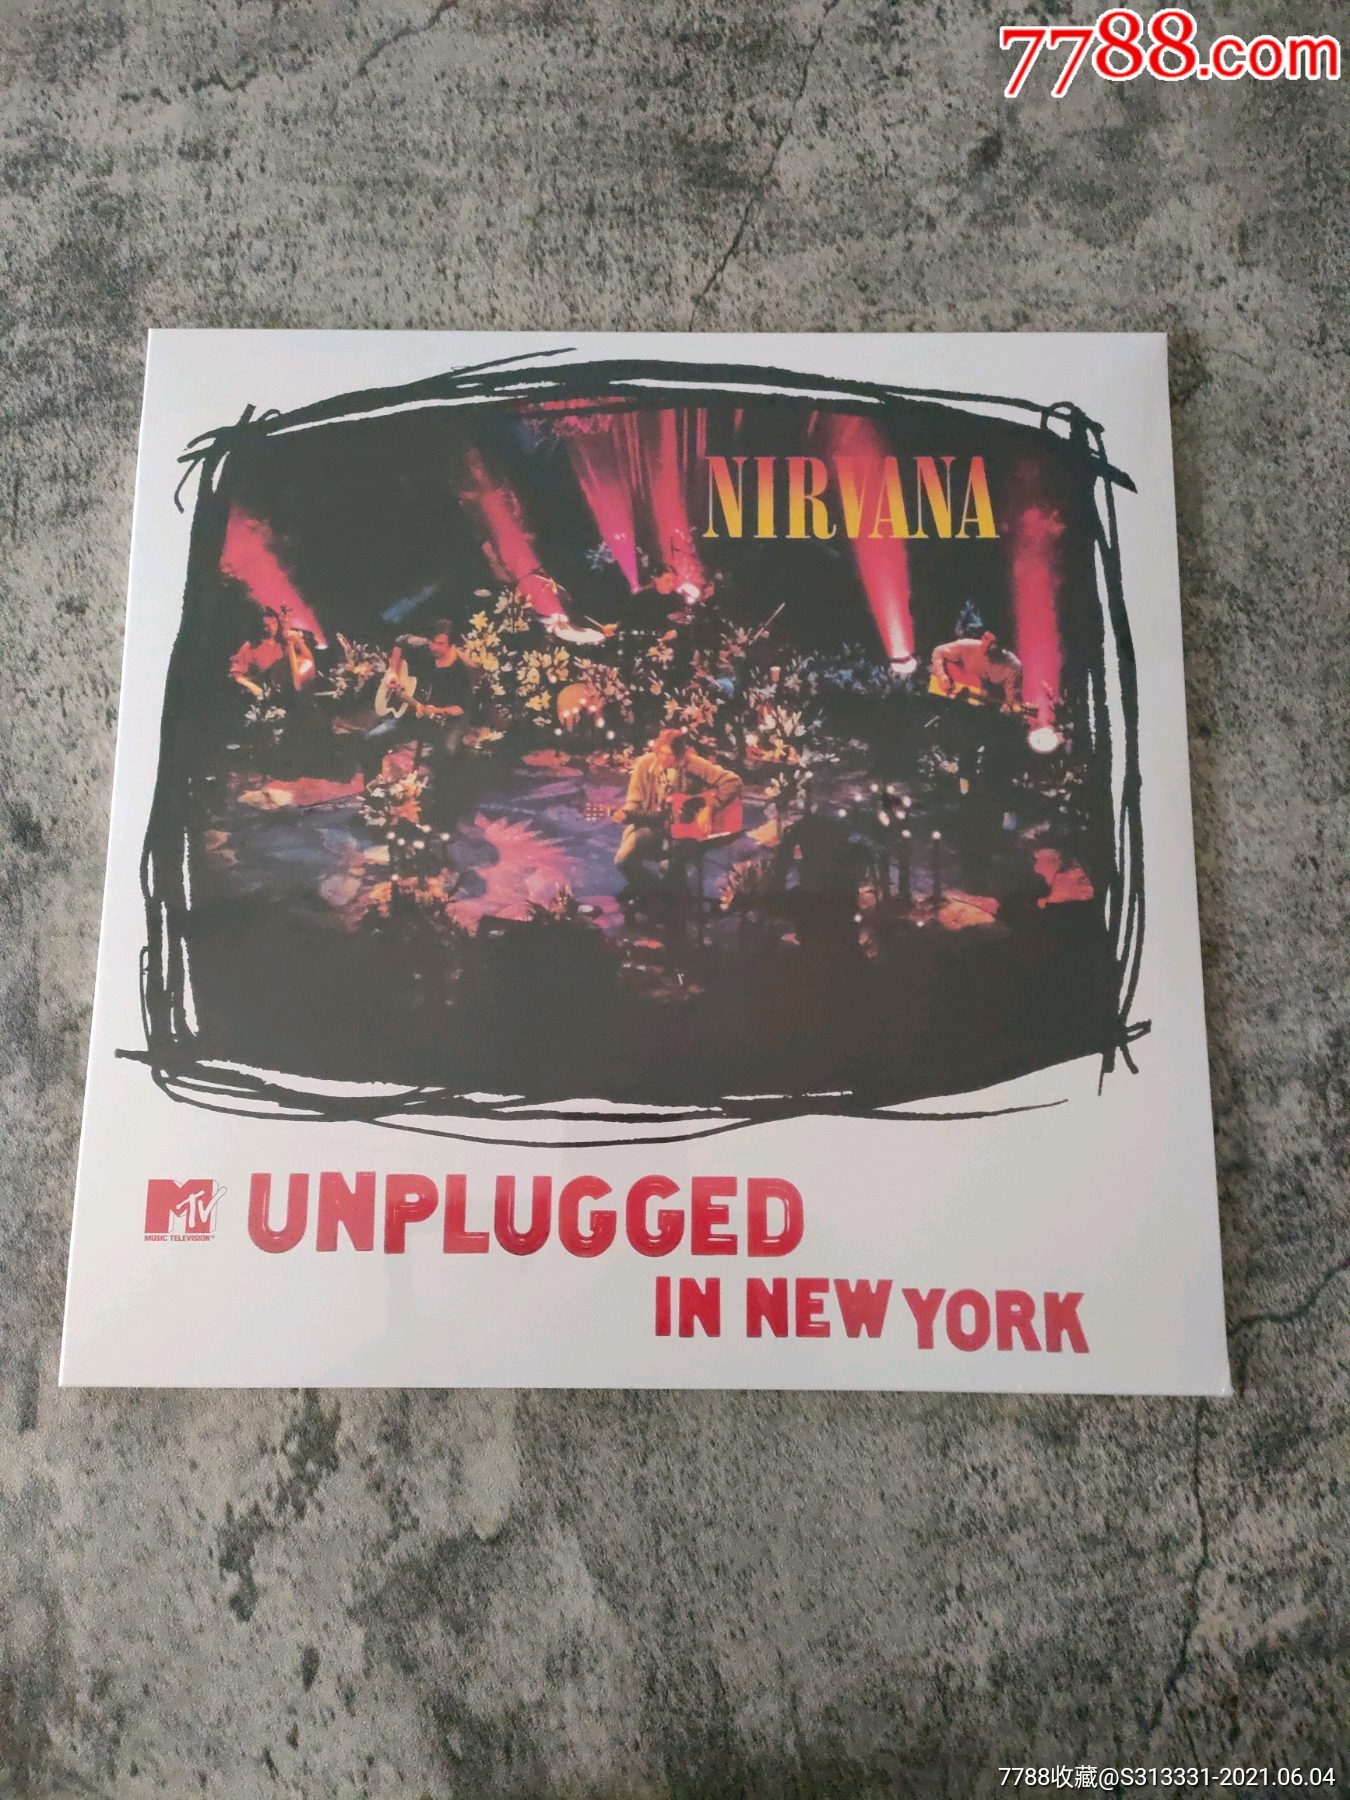 7788.com
NIRVANA
MTV
MUSIC TELEVISION®
UNPLUGGED
IN NEW YORK
7788收藏@S313331-2021.06.04